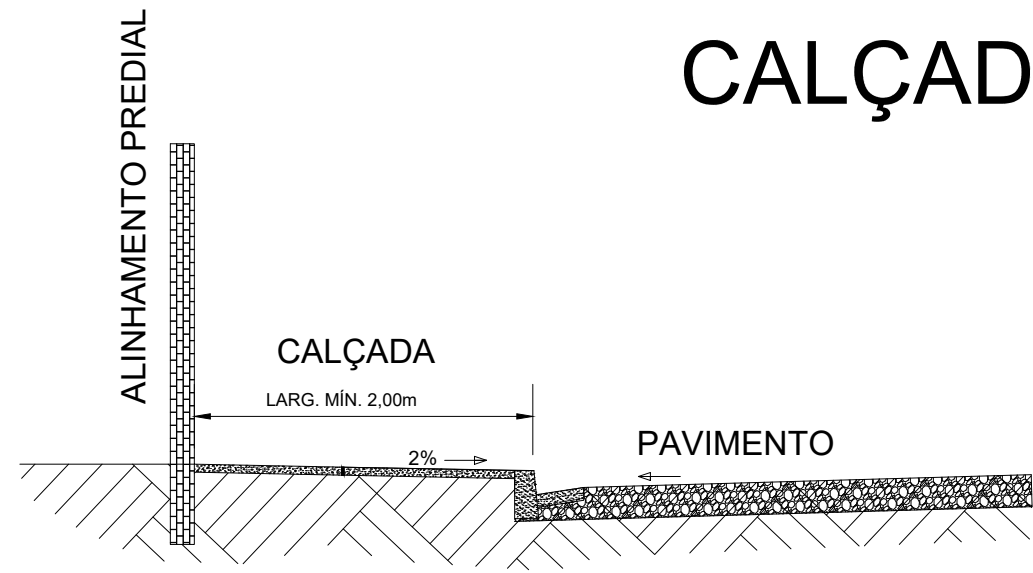 CALÇAD
ALINHAMENTO PREDIAL
CALÇADA
LARG. MÍN. 2,00m
2%
PAVIMENTO